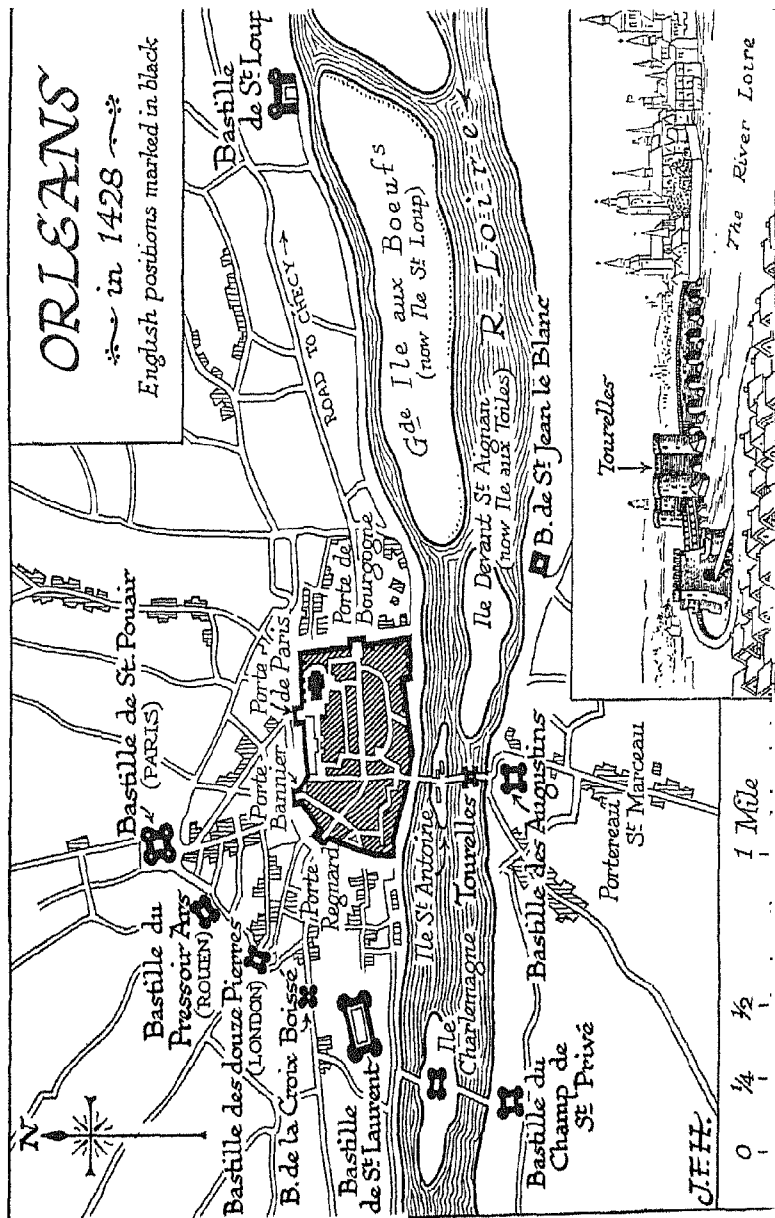 ORLEANS
in 1428
English positions marked in black
N
Bastille de St. Pouair
(PARIS)
Bastille du
Pressoir Ars
(ROUEN)
Bastille des douze Pierres
(LONDON)
B. de la Croix Boissé
Bastille
de St Laurent
Porte
Bannier
Porte
de Paris
Porte
Regnard
Porte de
Bourgogne
ROAD TO CHECY
Bastille
de St Loup
Gde Ile aux Boeufs
(now Ile St Loup)
R. Loire
Ile Devant St Aignan
(now Ile aux Toiles)
Ile St Antoine
Ile
Charlemagne
Tourelles
B. de St Jean le Blanc
Bastille des Augustins
Portereau
St Marceau
Bastille du
Champ de
St Privé
J.F.H.
0 1/4 1/2 1 Mile
Tourelles
The River Loire